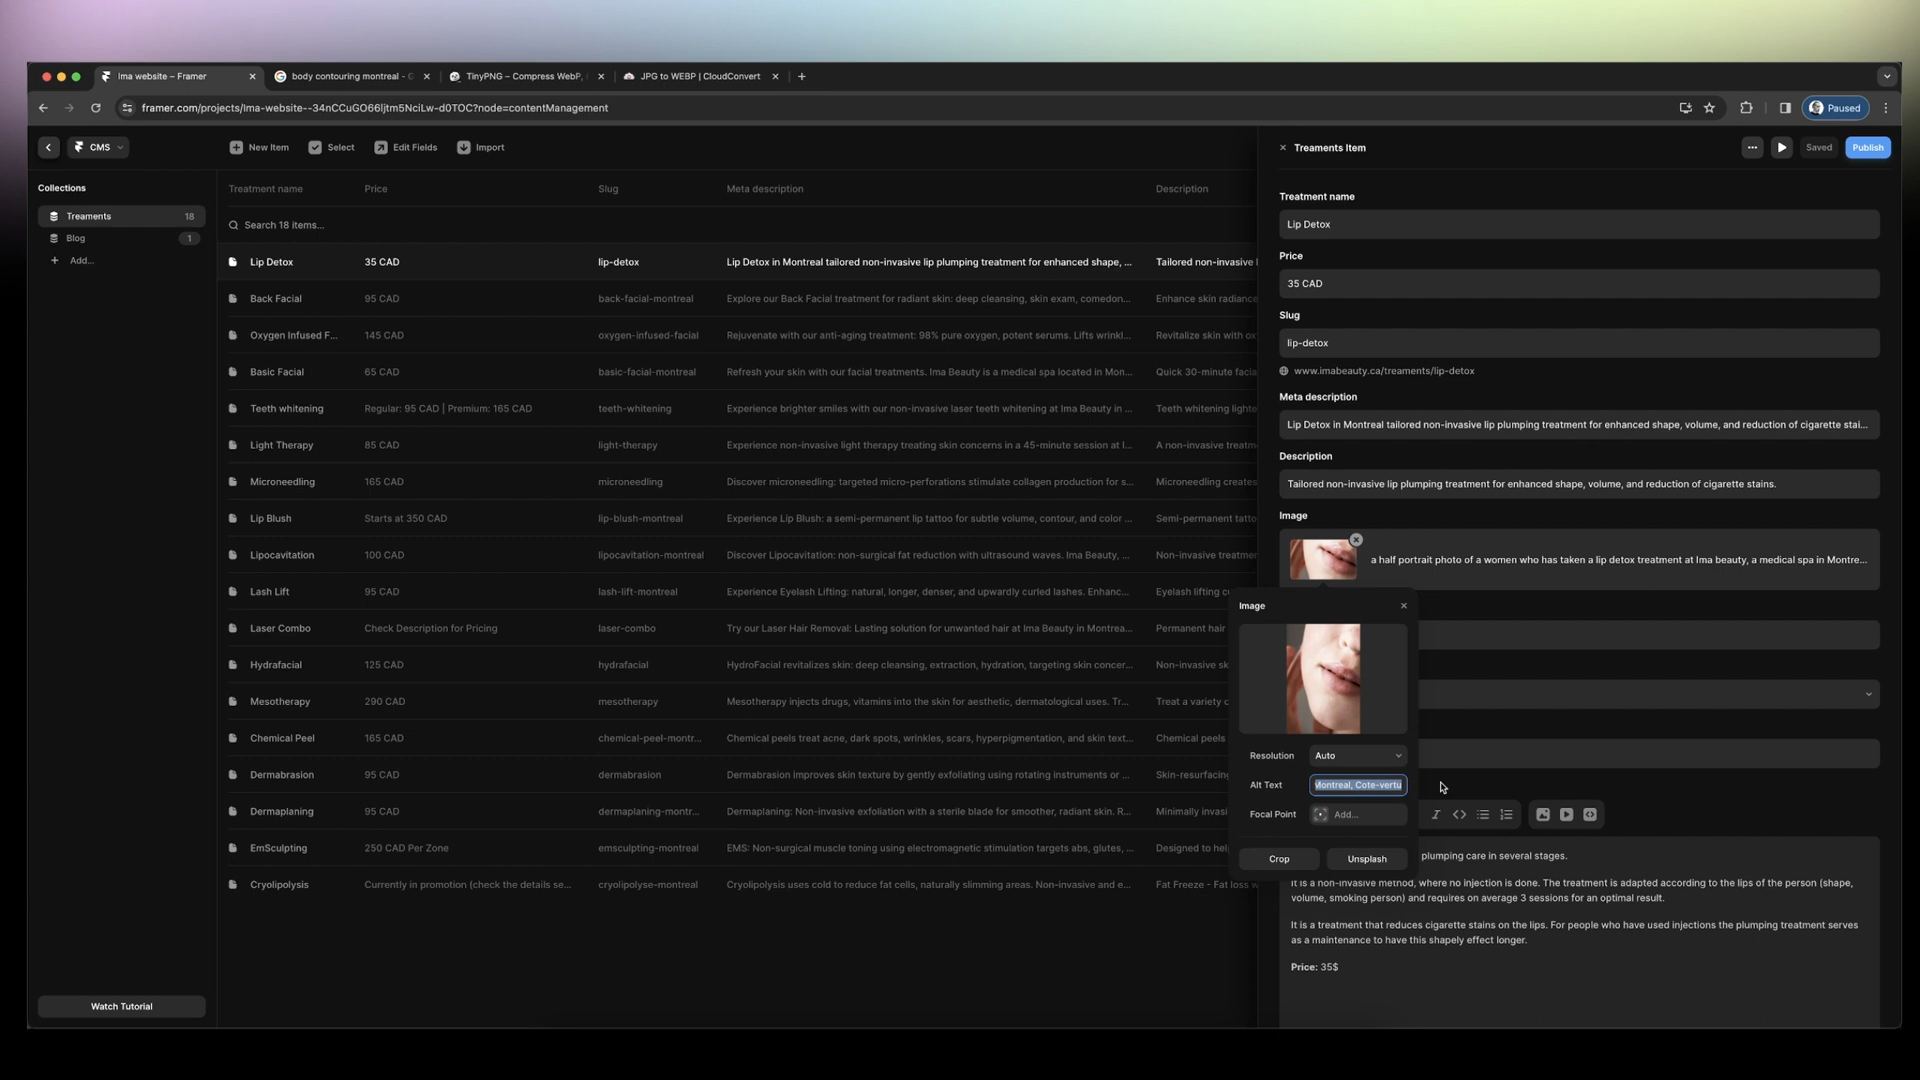 Ima website – Framer
body contouring montreal - G
TinyPNG – Compress WebP,
JPG to WEBP | CloudConvert
framer.com/projects/Ima-website--34nCCuGO66ljtm5NciLw-d0TOC?node=contentManagement
Paused
CMS
New Item
Select
Edit Fields
Import
Treaments Item
Saved
Publish
Collections
Treaments 18
Blog 1
Add...
Watch Tutorial
Treatment name Price Slug Meta description Description
Search 18 items...
Lip Detox 35 CAD lip-detox Lip Detox in Montreal tailored non-invasive lip plumping treatment for enhanced shape, ... Tailored non-invasive
Back Facial 95 CAD back-facial-montreal Explore our Back Facial treatment for radiant skin: deep cleansing, skin exam, comedon... Enhance skin radiance
Oxygen Infused F... 145 CAD oxygen-infused-facial Rejuvenate with our anti-aging treatment: 98% pure oxygen, potent serums. Lifts wrinkl... Revitalize skin with ox
Basic Facial 65 CAD basic-facial-montreal Refresh your skin with our facial treatments. Ima Beauty is a medical spa located in Mon... Quick 30-minute facia
Teeth whitening Regular: 95 CAD | Premium: 165 CAD teeth-whitening Experience brighter smiles with our non-invasive laser teeth whitening at Ima Beauty in ... Teeth whitening lighte
Light Therapy 85 CAD light-therapy Experience non-invasive light therapy treating skin concerns in a 45-minute session at I... A non-invasive treatm
Microneedling 165 CAD microneedling Discover microneedling: targeted micro-perforations stimulate collagen production for s... Microneedling creates
Lip Blush Starts at 350 CAD lip-blush-montreal Experience Lip Blush: a semi-permanent lip tattoo for subtle volume, contour, and color ... Semi-permanent tatto
Lipocavitation 100 CAD lipocavitation-montreal Discover Lipocavitation: non-surgical fat reduction with ultrasound waves. Ima Beauty, ... Non-invasive treatme
Lash Lift 95 CAD lash-lift-montreal Experience Eyelash Lifting: natural, longer, denser, and upwardly curled lashes. Enhanc... Eyelash lifting cu
Laser Combo Check Description for Pricing laser-combo Try our Laser Hair Removal: Lasting solution for unwanted hair at Ima Beauty in Montrea... Permanent hair
Hydrafacial 125 CAD hydrafacial HydroFacial revitalizes skin: deep cleansing, extraction, hydration, targeting skin concer... Non-invasive sk
Mesotherapy 290 CAD mesotherapy Mesotherapy injects drugs, vitamins into the skin for aesthetic, dermatological uses. Tr... Treat a variety c
Chemical Peel 165 CAD chemical-peel-montr... Chemical peels treat acne, dark spots, wrinkles, scars, hyperpigmentation, and skin text... Chemical peels
Dermabrasion 95 CAD dermabrasion Dermabrasion improves skin texture by gently exfoliating using rotating instruments or ... Skin-resurfacing
Dermaplaning 95 CAD dermaplaning-montr... Dermaplaning: Non-invasive exfoliation with a sterile blade for smoother, radiant skin. R... Minimally invasi
EmSculpting 250 CAD Per Zone emsculpting-montreal EMS: Non-surgical muscle toning using electromagnetic stimulation targets abs, glutes, ... Designed to help
Cryolipolysis Currently in promotion (check the details se... cryolipolyse-montreal Cryolipolysis uses cold to reduce fat cells, naturally slimming areas. Non-invasive and e... Fat Freeze - Fat loss w
Treatment name
Lip Detox
Price
35 CAD
Slug
lip-detox
www.imabeauty.ca/treaments/lip-detox
Meta description
Lip Detox in Montreal tailored non-invasive lip plumping treatment for enhanced shape, volume, and reduction of cigarette stai...
Description
Tailored non-invasive lip plumping treatment for enhanced shape, volume, and reduction of cigarette stains.
Image
a half portrait photo of a women who has taken a lip detox treatment at Ima beauty, a medical spa in Montre...
Image
Resolution Auto
Alt Text Montreal, Cote-vertu
Focal Point Add...
Crop
Unsplash
plumping care in several stages.
It is a non-invasive method, where no injection is done. The treatment is adapted according to the lips of the person (shape,
volume, smoking person) and requires on average 3 sessions for an optimal result.
It is a treatment that reduces cigarette stains on the lips. For people who have used injections the plumping treatment serves
as a maintenance to have this shapely effect longer.
Price: 35$